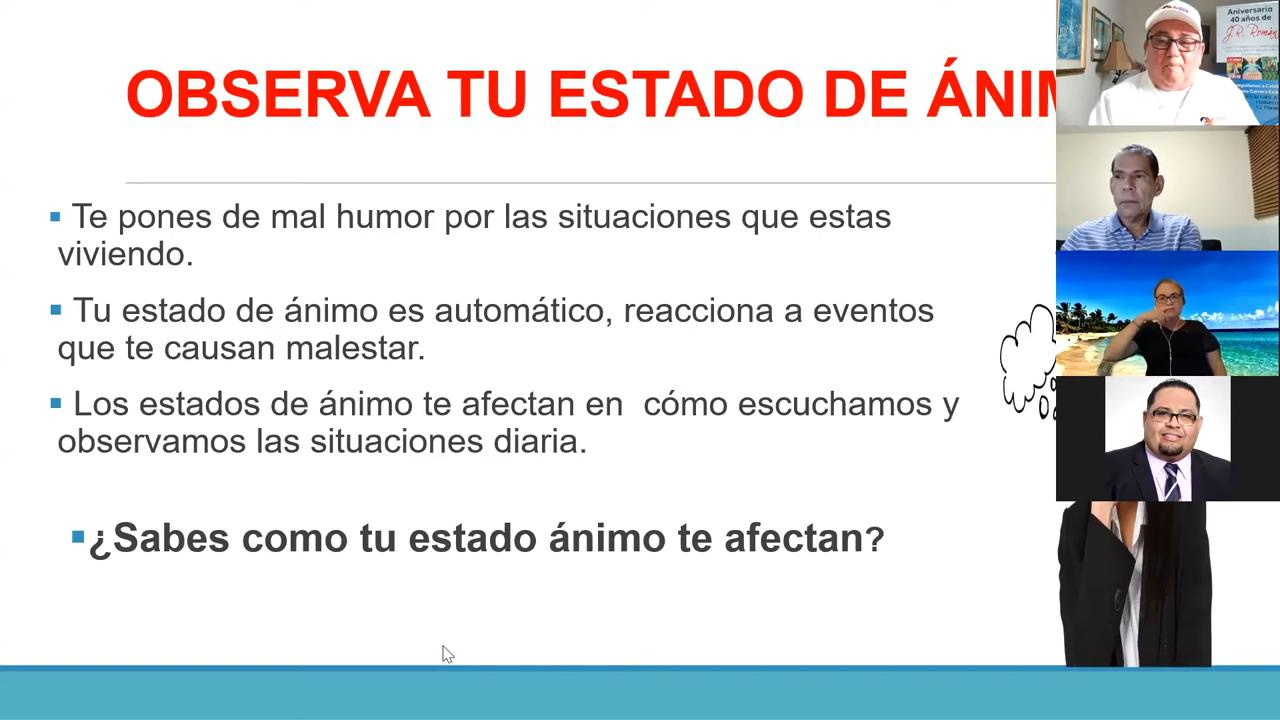 OBSERVA TU ESTADO DE ÁNIM
▪ Te pones de mal humor por las situaciones que estas
viviendo.
▪ Tu estado de ánimo es automático, reacciona a eventos
que te causan malestar.
▪ Los estados de ánimo te afectan en  cómo escuchamos y
observamos las situaciones diaria.
▪¿Sabes como tu estado ánimo te afectan?
Aniversario
40 años de
J.R. Román